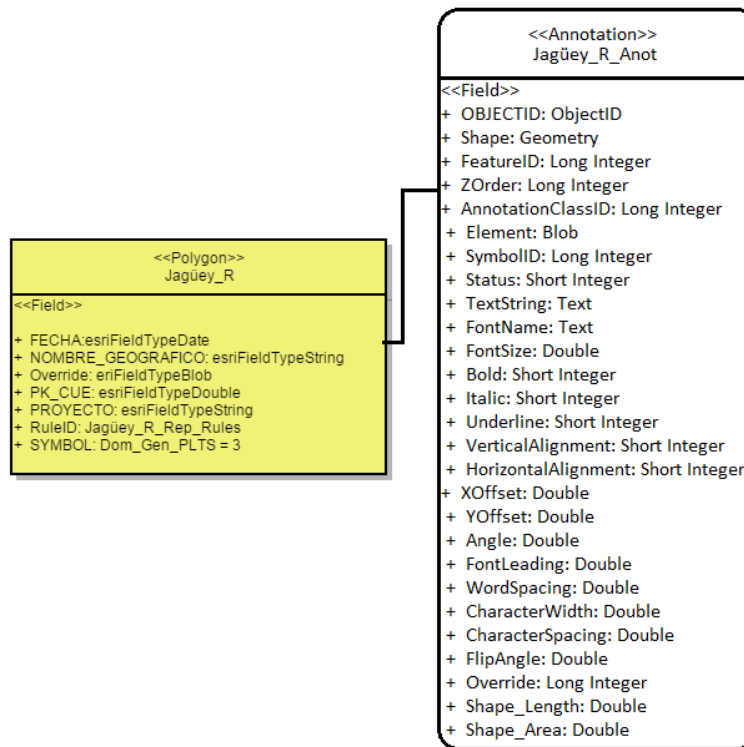 <<Polygon>>
Jagüey_R
<<Field>>
+ FECHA:esriFieldTypeDate
+ NOMBRE_GEOGRAFICO: esriFieldTypeString
+ Override: eriFieldTypeBlob
+ PK_CUE: esriFieldTypeDouble
+ PROYECTO: esriFieldTypeString
+ RuleID: Jagüey_R_Rep_Rules
+ SYMBOL: Dom_Gen_PLTS = 3
<<Annotation>>
Jagüey_R_Anot
<<Field>>
+ OBJECTID: ObjectID
+ Shape: Geometry
+ FeatureID: Long Integer
+ ZOrder: Long Integer
+ AnnotationClassID: Long Integer
+ Element: Blob
+ SymbolID: Long Integer
+ Status: Short Integer
+ TextString: Text
+ FontName: Text
+ FontSize: Double
+ Bold: Short Integer
+ Italic: Short Integer
+ Underline: Short Integer
+ VerticalAlignment: Short Integer
+ HorizontalAlignment: Short Integer
+ XOffset: Double
+ YOffset: Double
+ Angle: Double
+ FontLeading: Double
+ WordSpacing: Double
+ CharacterWidth: Double
+ CharacterSpacing: Double
+ FlipAngle: Double
+ Override: Long Integer
+ Shape_Length: Double
+ Shape_Area: Double